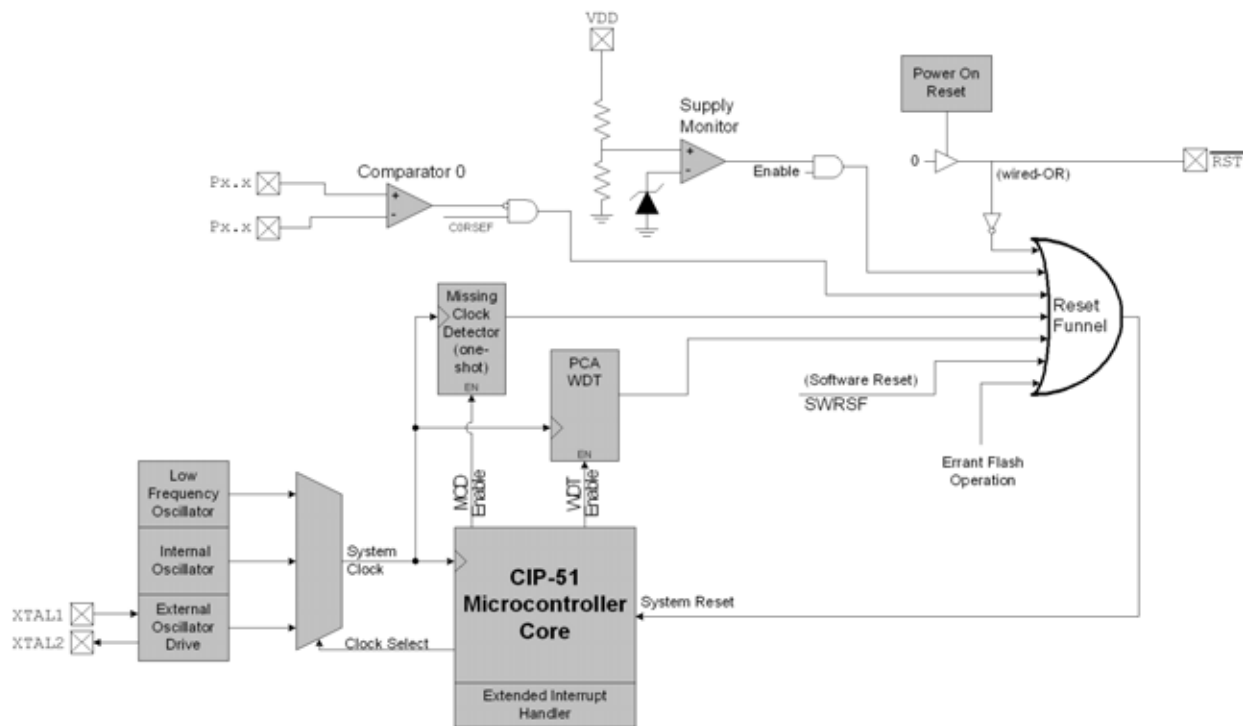 VDD
Power On
Reset
Supply
Monitor
+
-
Enable
0
RST
(wired-OR)
Comparator 0
Px.x
+
-
Px.x
C0RSEF
Missing
Clock
Detector
(one-
shot)
EN
Reset
Funnel
PCA
WDT
EN
(Software Reset)
SWRSF
Errant Flash
Operation
MCD
Enable
WDT
Enable
Low
Frequency
Oscillator
Internal
Oscillator
External
Oscillator
Drive
XTAL1
XTAL2
System
Clock
Clock Select
CIP-51
Microcontroller
Core
System Reset
Extended Interrupt
Handler